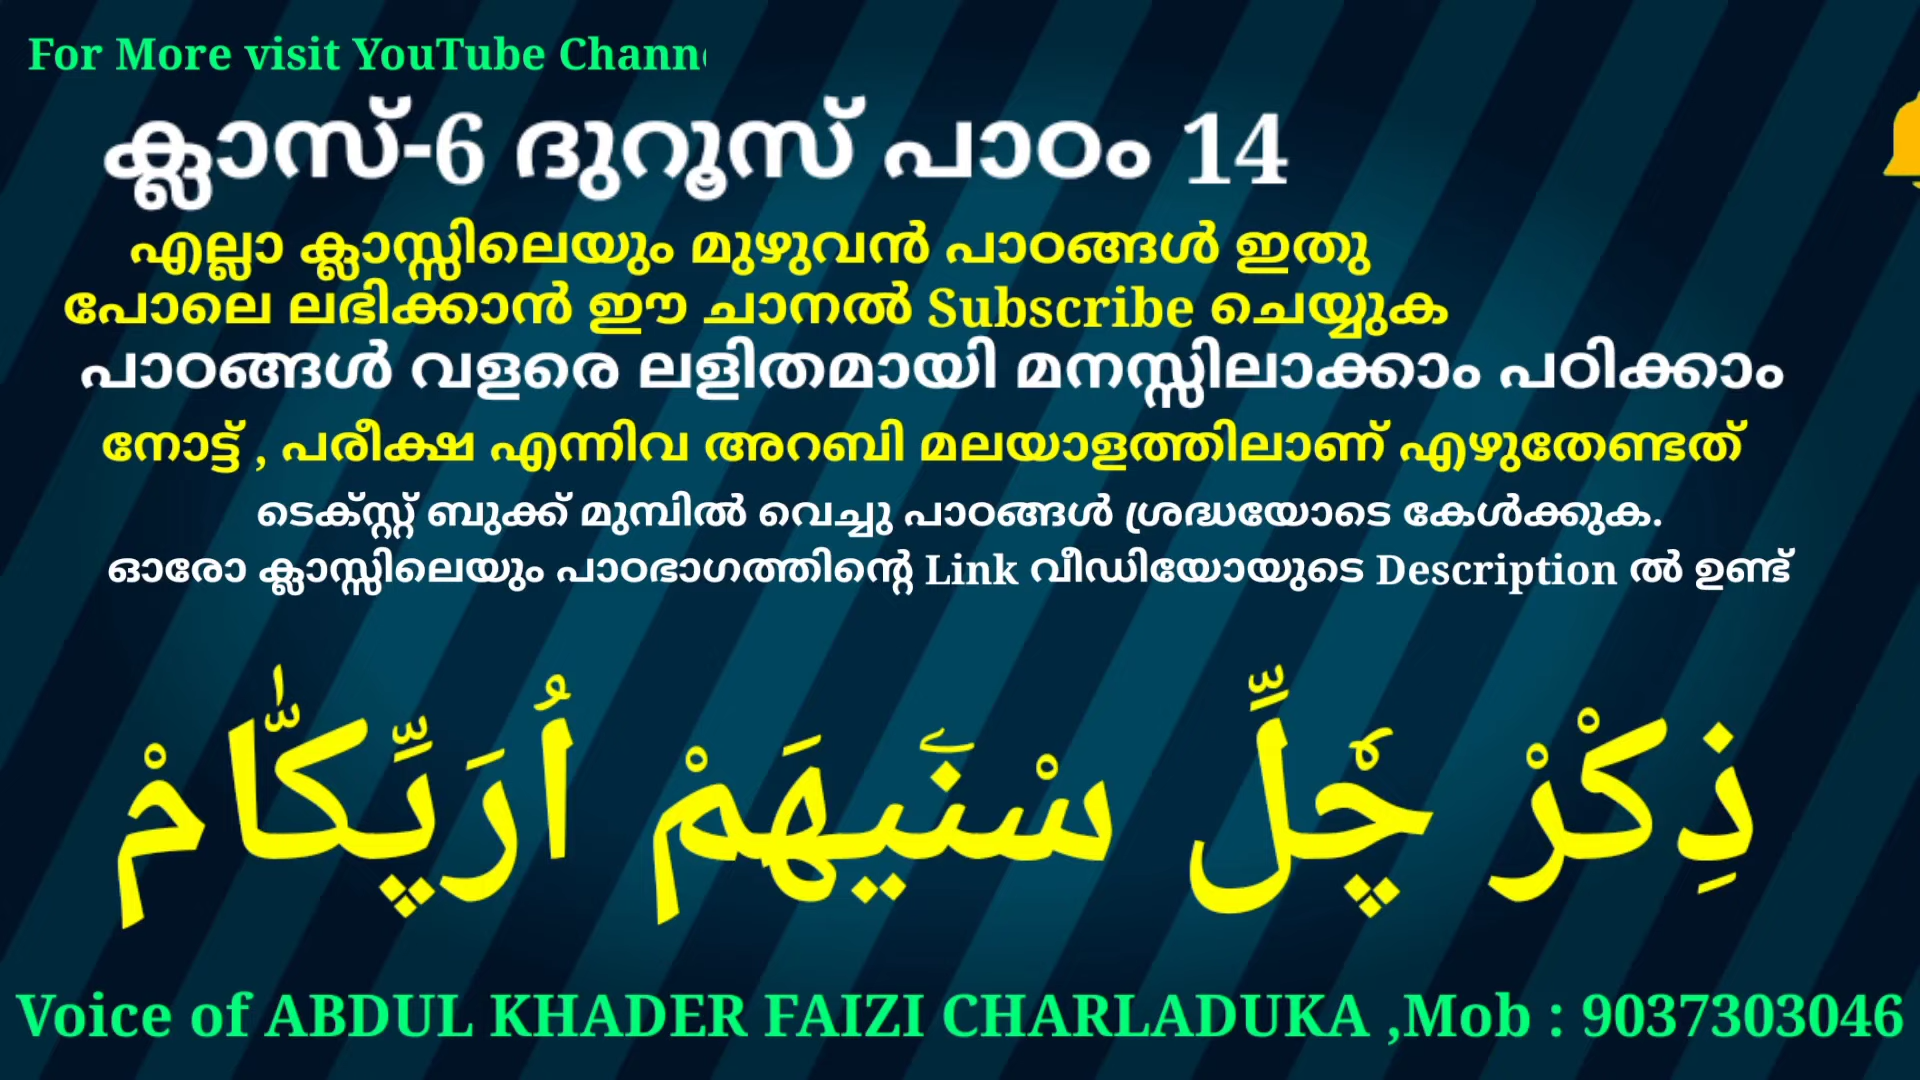 For More visit YouTube Chann
ക്ലാസ്-6 ദുറൂസ് പാഠം 14
എല്ലാ ക്ലാസ്സിലെയും മുഴുവൻ പാഠങ്ങൾ ഇതു
പോലെ ലഭിക്കാൻ ഈ ചാനൽ Subscribe ചെയ്യുക
പാഠങ്ങൾ വളരെ ലളിതമായി മനസ്സിലാക്കാം പഠിക്കാം
നോട്ട് , പരീക്ഷ എന്നിവ അറബി മലയാളത്തിലാണ് എഴുതേണ്ടത്
ടെക്സ്റ്റ് ബുക്ക് മുമ്പിൽ വെച്ചു പാഠങ്ങൾ ശ്രദ്ധയോടെ കേൾക്കുക.
ഓരോ ക്ലാസ്സിലെയും പാഠഭാഗത്തിന്റെ Link വീഡിയോയുടെ Description ൽ ഉണ്ട്
ذِكْرْ چٗلِّ سْنَيهَمْ أُرَپِّكّٰامْ
Voice of ABDUL KHADER FAIZI CHARLADUKA ,Mob : 9037303046